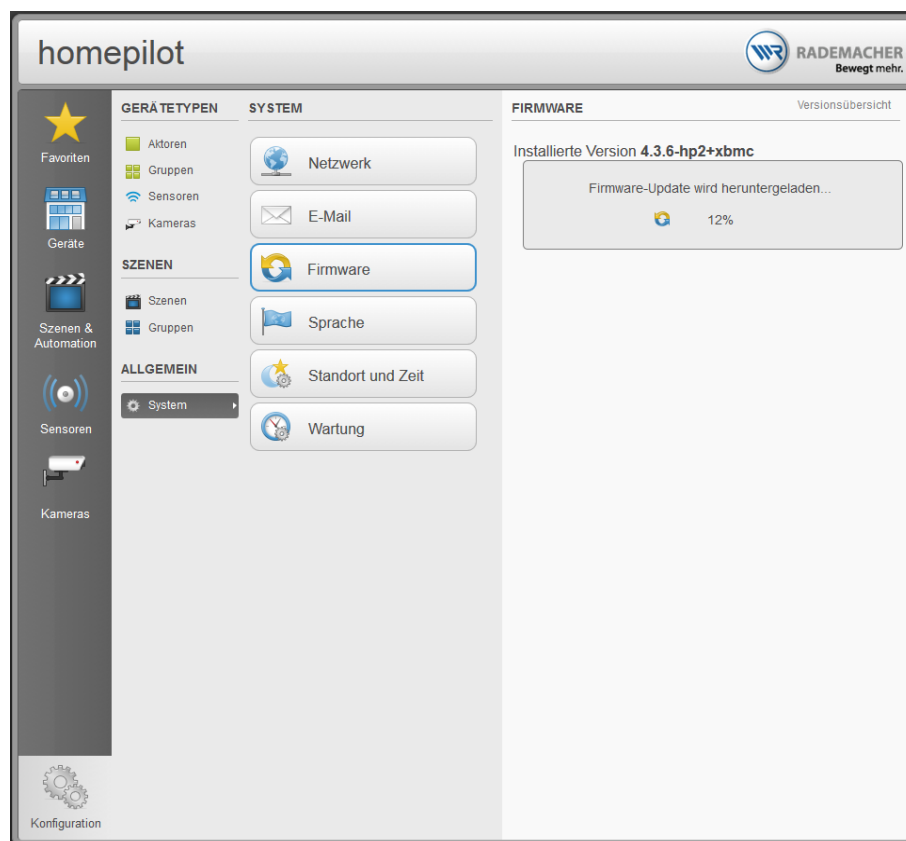 homepilot
RADEMACHER
Bewegt mehr.
Favoriten
Geräte
Szenen &
Automation
Sensoren
Kameras
Konfiguration
GERÄTETYPEN
Aktoren
Gruppen
Sensoren
Kameras
SZENEN
Szenen
Gruppen
ALLGEMEIN
System
SYSTEM
Netzwerk
E-Mail
Firmware
Sprache
Standort und Zeit
Wartung
FIRMWARE
Versionsübersicht
Installierte Version 4.3.6-hp2+xbmc
Firmware-Update wird heruntergeladen...
12%